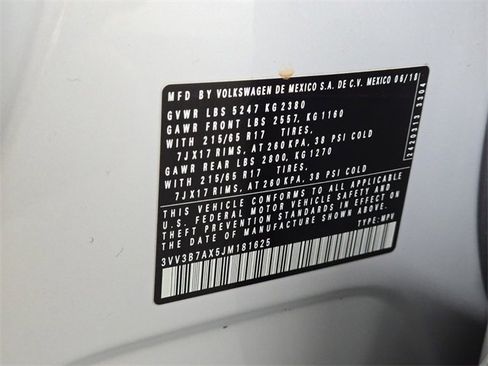 MFD BY VOLKSWAGEN DE MEXICO S.A. DE C.V. MEXICO 06/18
GVWR LBS 5247 KG 2380
GAWR FRONT LBS 2557, KG 1160
WITH 215/65 R17 TIRES,
7JX17 RIMS, AT 260 KPA, 38 PSI COLD
GAWR REAR LBS 2800, KG 1270
WITH 215/65 R17 TIRES,
7JX17 RIMS, AT 260 KPA, 38 PSI COLD
THIS VEHICLE CONFORMS TO ALL APPLICABLE
U.S. FEDERAL MOTOR VEHICLE SAFETY AND
THEFT PREVENTION STANDARDS IN EFFECT ON
THE DATE OF MANUFACTURE SHOWN ABOVE
TYPE: MPV
3VV3B7AX5JM181625
2420313 3304